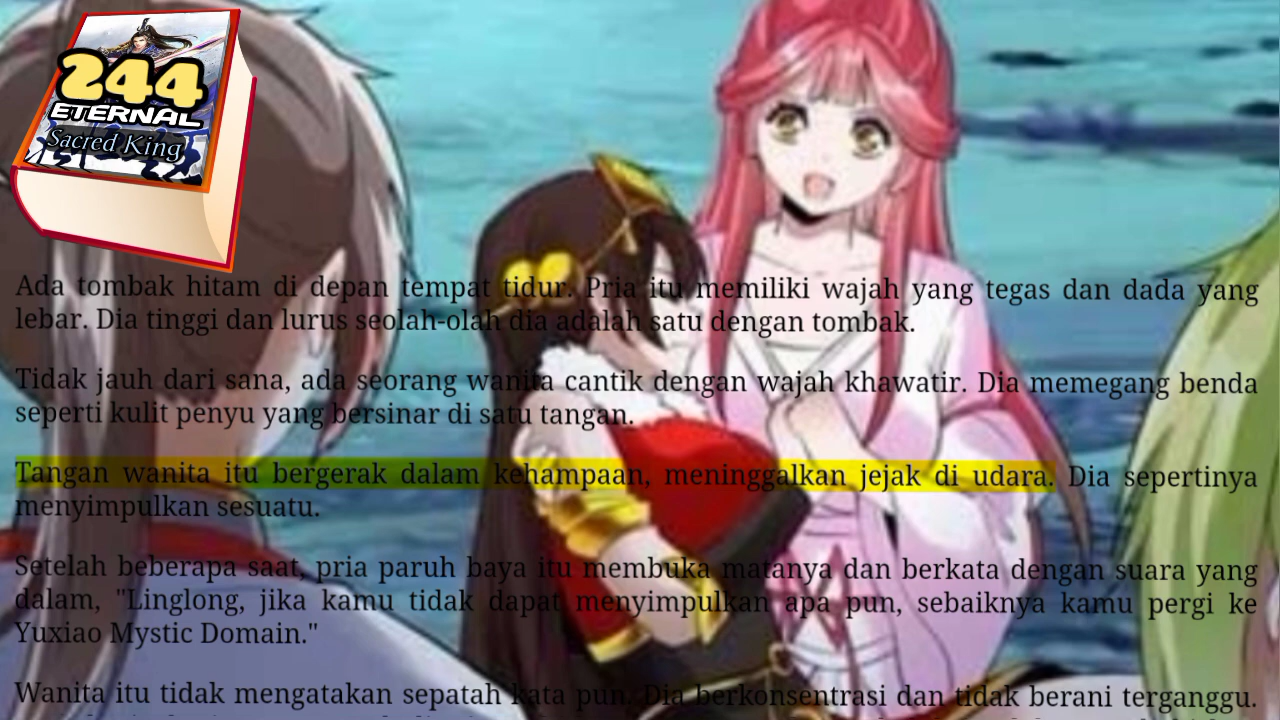 244
ETERNAL
Sacred King
Ada tombak hitam di depan tempat tidur. Pria itu memiliki wajah yang tegas dan dada yang
lebar. Dia tinggi dan lurus seolah-olah dia adalah satu dengan tombak.
Tidak jauh dari sana, ada seorang wanita cantik dengan wajah khawatir. Dia memegang benda
seperti kulit penyu yang bersinar di satu tangan.
Tangan wanita itu bergerak dalam kehampaan, meninggalkan jejak di udara. Dia sepertinya
menyimpulkan sesuatu.
Setelah beberapa saat, pria paruh baya itu membuka matanya dan berkata dengan suara yang
dalam, "Linglong, jika kamu tidak dapat menyimpulkan apa pun, sebaiknya kamu pergi ke
Yuxiao Mystic Domain."
Wanita itu tidak mengatakan sepatah kata pun. Dia berkonsentrasi dan tidak berani terganggu.